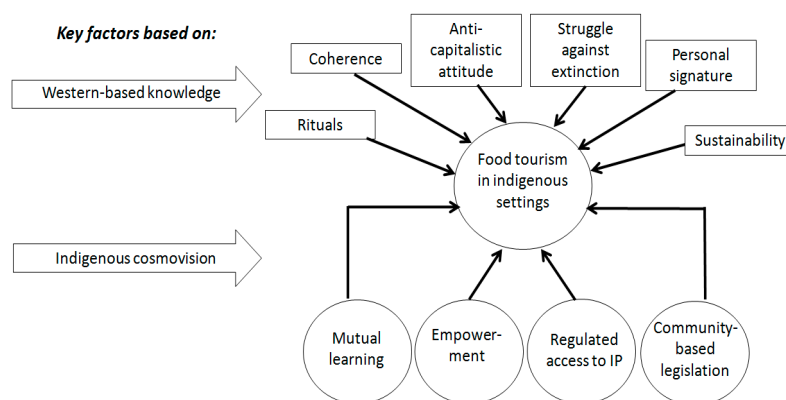 Key factors based on:
Western-based knowledge
Indigenous cosmovision
Rituals
Coherence
Anti-
capitalistic
attitude
Struggle
against
extinction
Personal
signature
Sustainability
Food tourism
in indigenous
settings
Mutual
learning
Empower-
ment
Regulated
access to IP
Community-
based
legislation